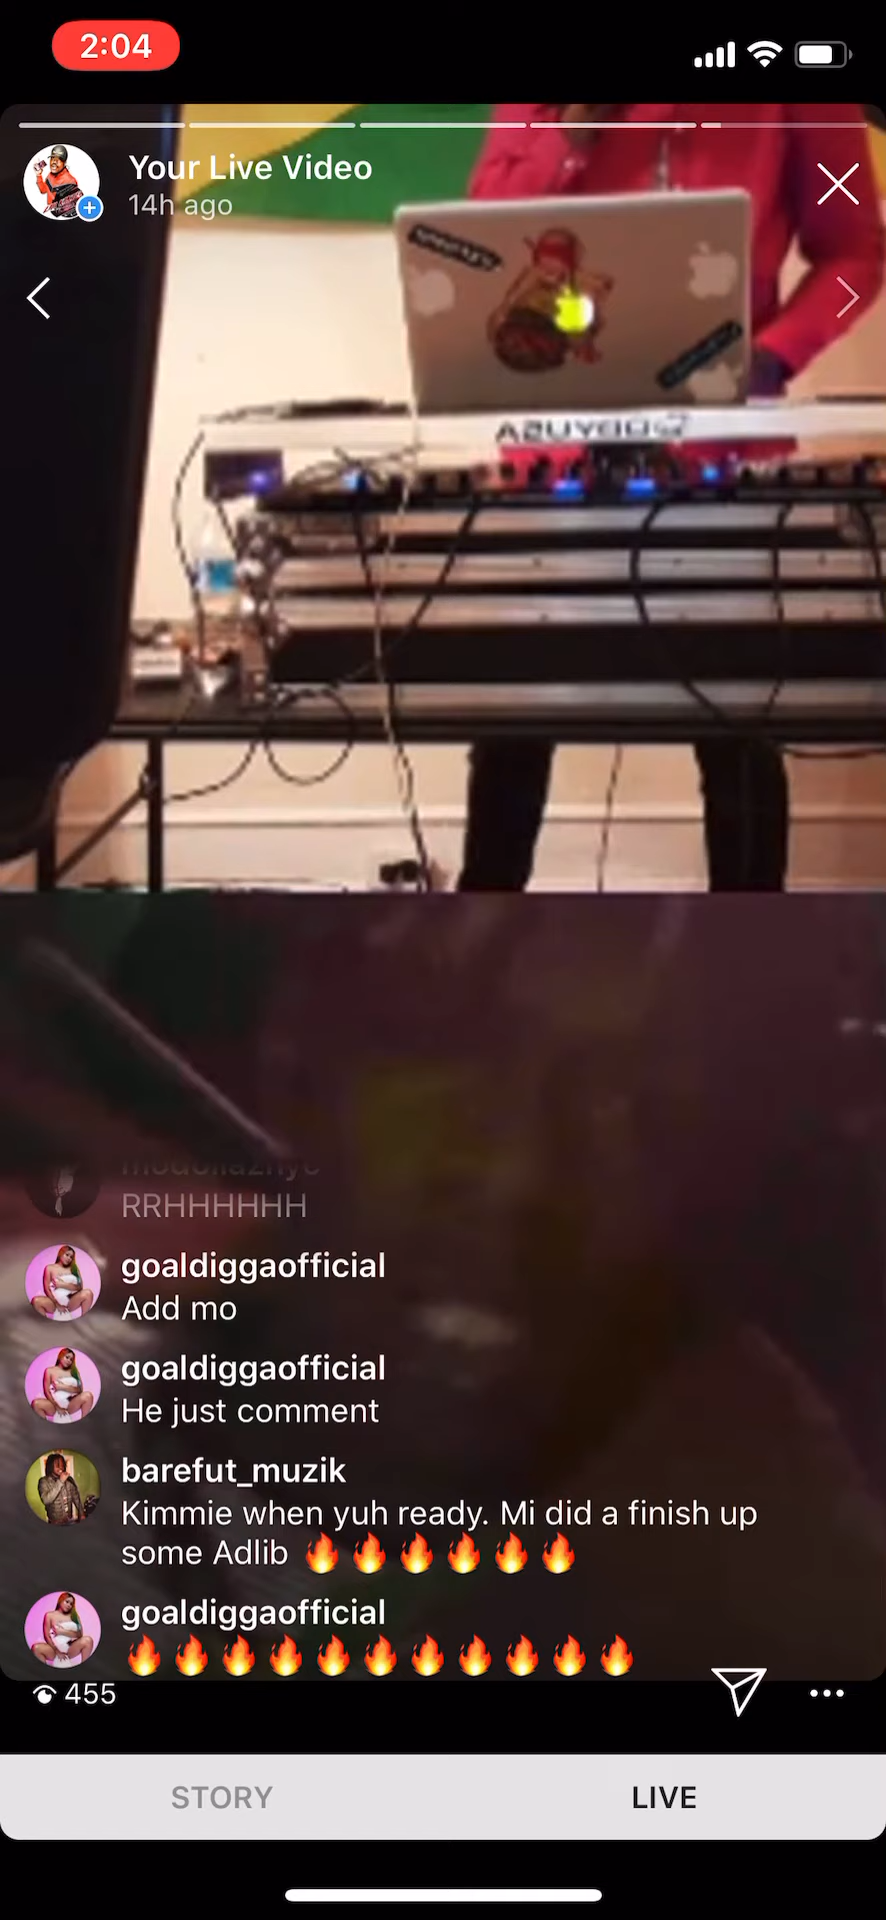 2:04
Your Live Video
14h ago
RRHHHHHH
goaldiggaofficial
Add mo
goaldiggaofficial
He just comment
barefut_muzik
Kimmie when yuh ready. Mi did a finish up
some Adlib 🔥🔥🔥🔥🔥🔥
goaldiggaofficial
🔥🔥🔥🔥🔥🔥🔥🔥🔥🔥🔥
455
STORY
LIVE